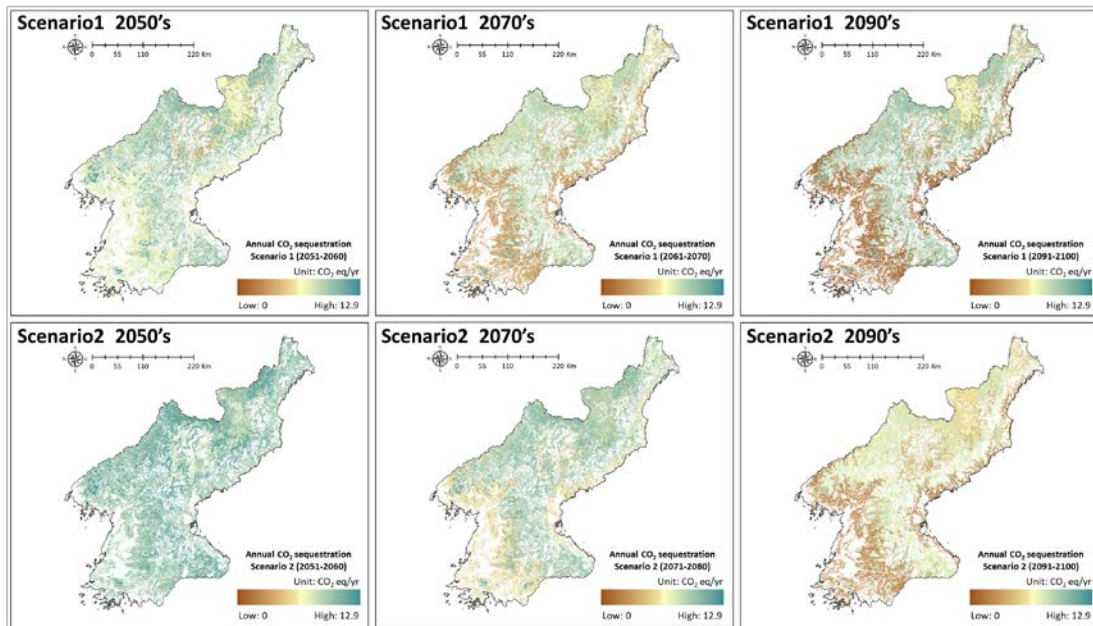 Scenario1 2050's
0 55 110 220 Km
Annual CO₂ sequestration
Scenario 1 (2051-2060)
Unit: CO₂ eq/yr
Low: 0 High: 12.9
Scenario1 2070's
0 55 110 220 Km
Annual CO₂ sequestration
Scenario 1 (2061-2070)
Unit: CO₂ eq/yr
Low: 0 High: 12.9
Scenario1 2090's
0 55 110 220 Km
Annual CO₂ sequestration
Scenario 1 (2091-2100)
Unit: CO₂ eq/yr
Low: 0 High: 12.9
Scenario2 2050's
0 55 110 220 Km
Annual CO₂ sequestration
Scenario 2 (2051-2060)
Unit: CO₂ eq/yr
Low: 0 High: 12.9
Scenario2 2070's
0 55 110 220 Km
Annual CO₂ sequestration
Scenario 2 (2071-2080)
Unit: CO₂ eq/yr
Low: 0 High: 12.9
Scenario2 2090's
0 55 110 220 Km
Annual CO₂ sequestration
Scenario 2 (2091-2100)
Unit: CO₂ eq/yr
Low: 0 High: 12.9